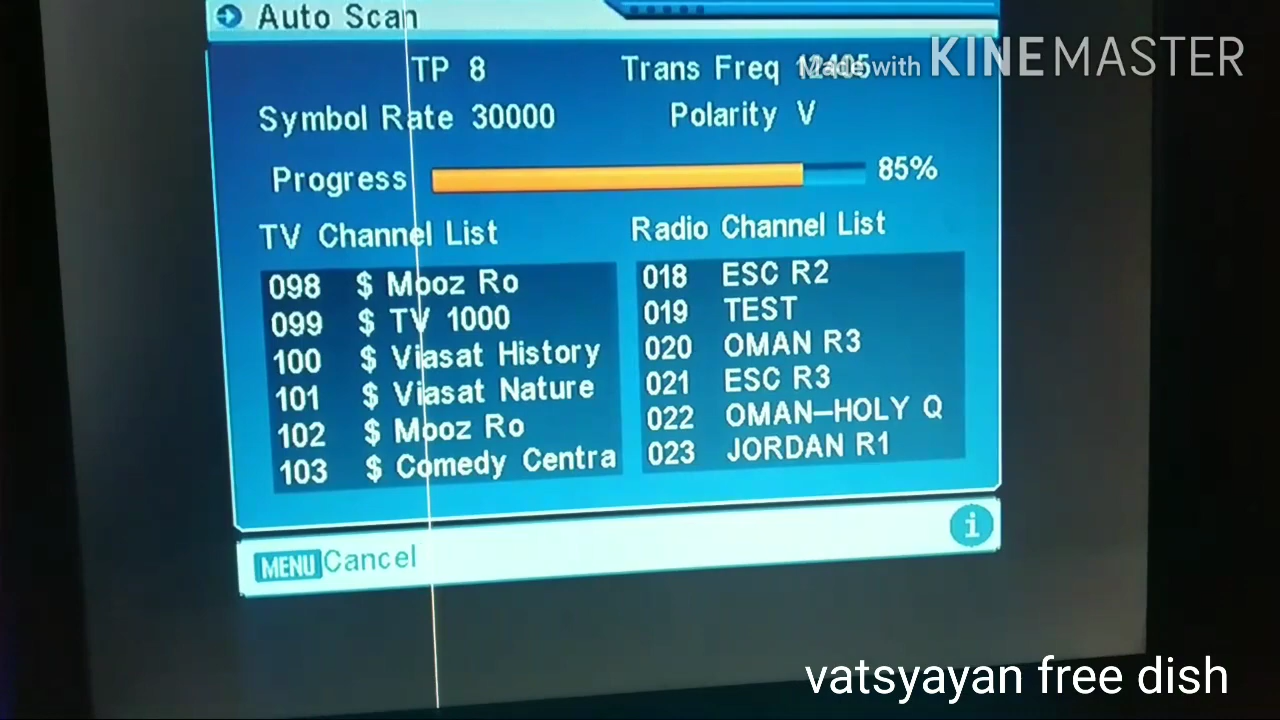 Auto Scan
TP 8
Trans Freq 12405
Made with KINEMASTER
Symbol Rate 30000
Polarity V
Progress
85%
TV Channel List
Radio Channel List
098 $ Mooz Ro
018 ESC R2
099 $ TV 1000
019 TEST
100 $ Viasat History
020 OMAN R3
101 $ Viasat Nature
021 ESC R3
102 $ Mooz Ro
022 OMAN-HOLY Q
103 $ Comedy Centra
023 JORDAN R1
MENU Cancel
i
vatsyayan free dish